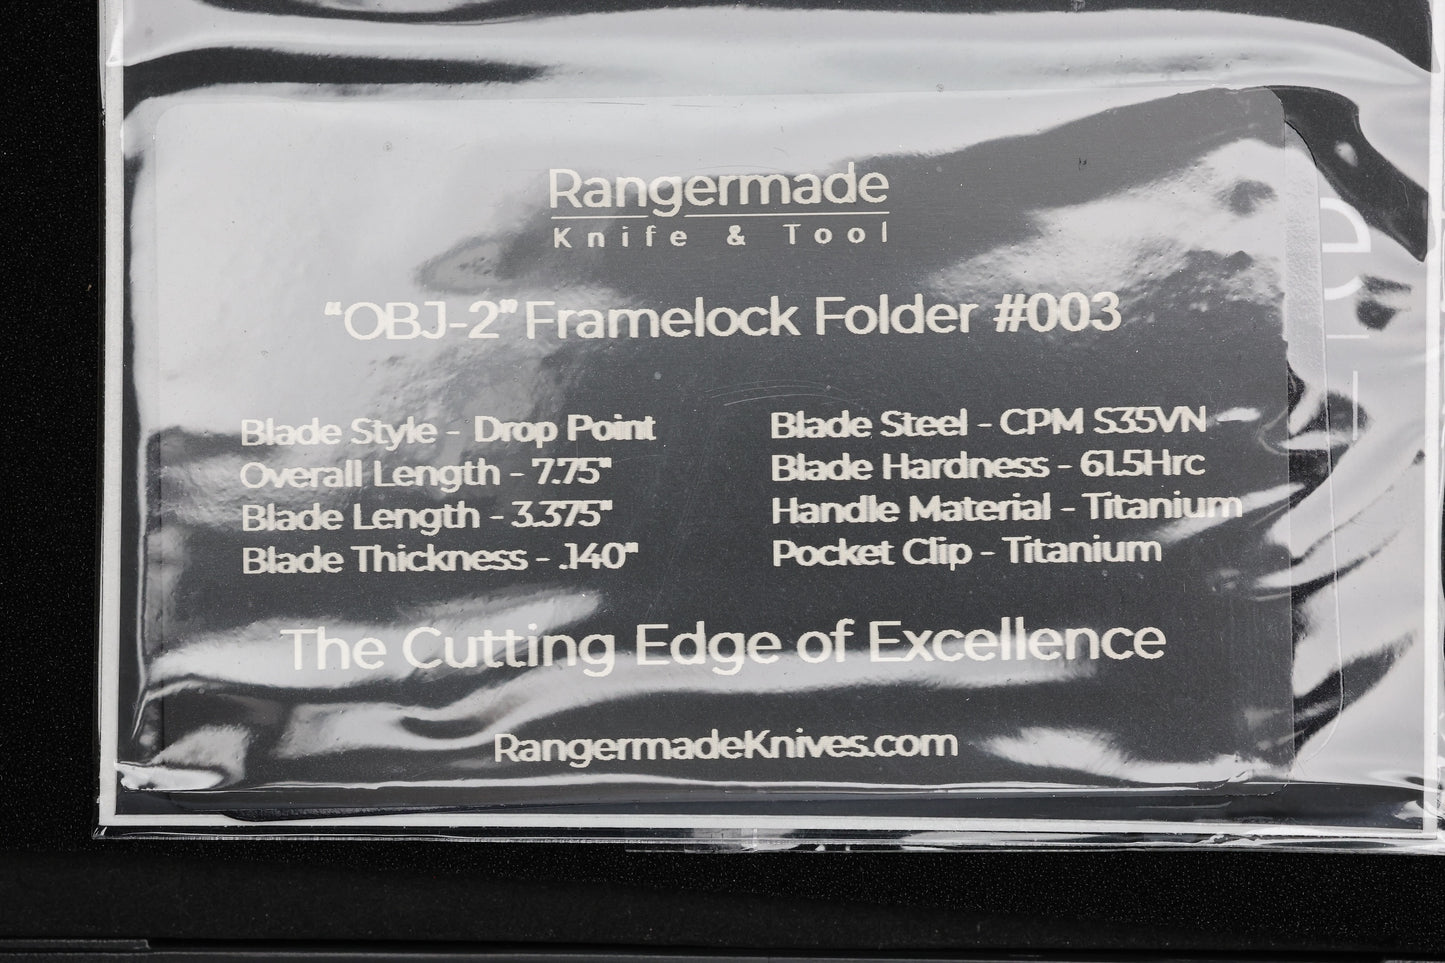 Rangermade
Knife & Tool
“OBJ-2” Framelock Folder #003
Blade Style - Drop Point
Overall Length - 7.75"
Blade Length - 3.375"
Blade Thickness - .140"
Blade Steel - CPM S35VN
Blade Hardness - 61.5Hrc
Handle Material - Titanium
Pocket Clip - Titanium
The Cutting Edge of Excellence
RangermadeKnives.com